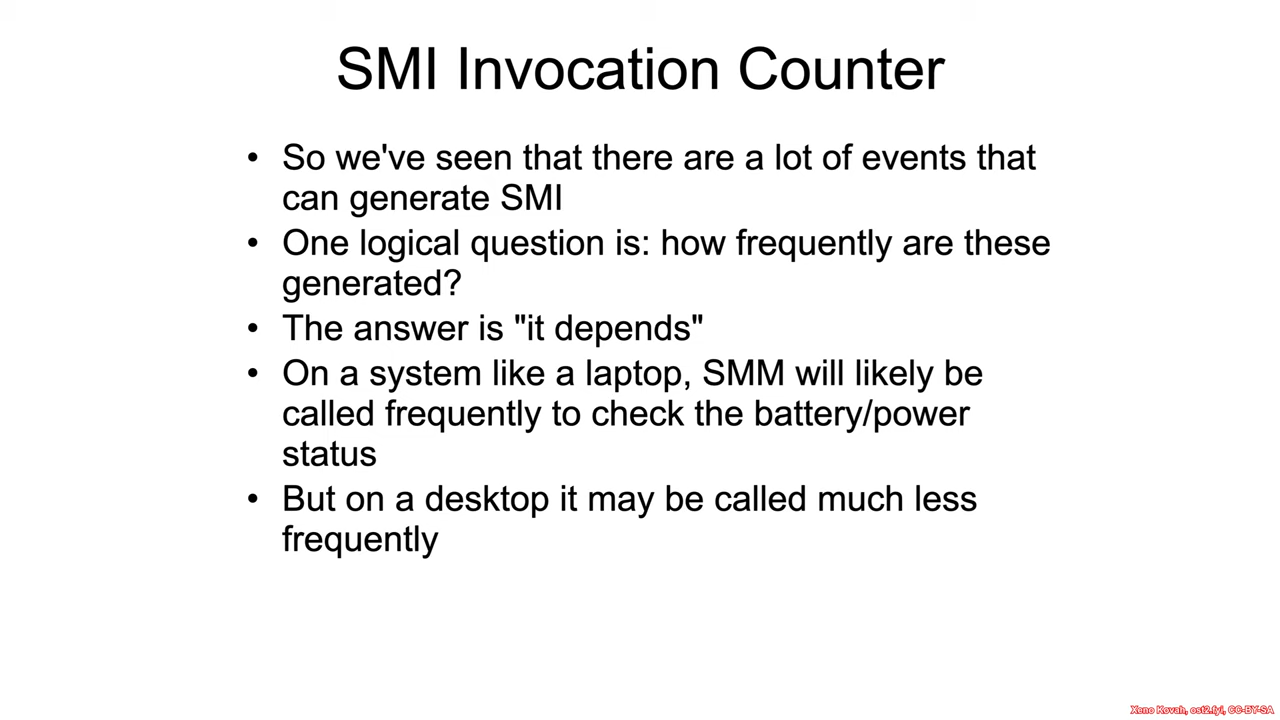 SMI Invocation Counter
• So we've seen that there are a lot of events that
can generate SMI
• One logical question is: how frequently are these
generated?
• The answer is "it depends"
• On a system like a laptop, SMM will likely be
called frequently to check the battery/power
status
• But on a desktop it may be called much less
frequently
Xeno Kovah, ost2.fyi, CC-BY-SA